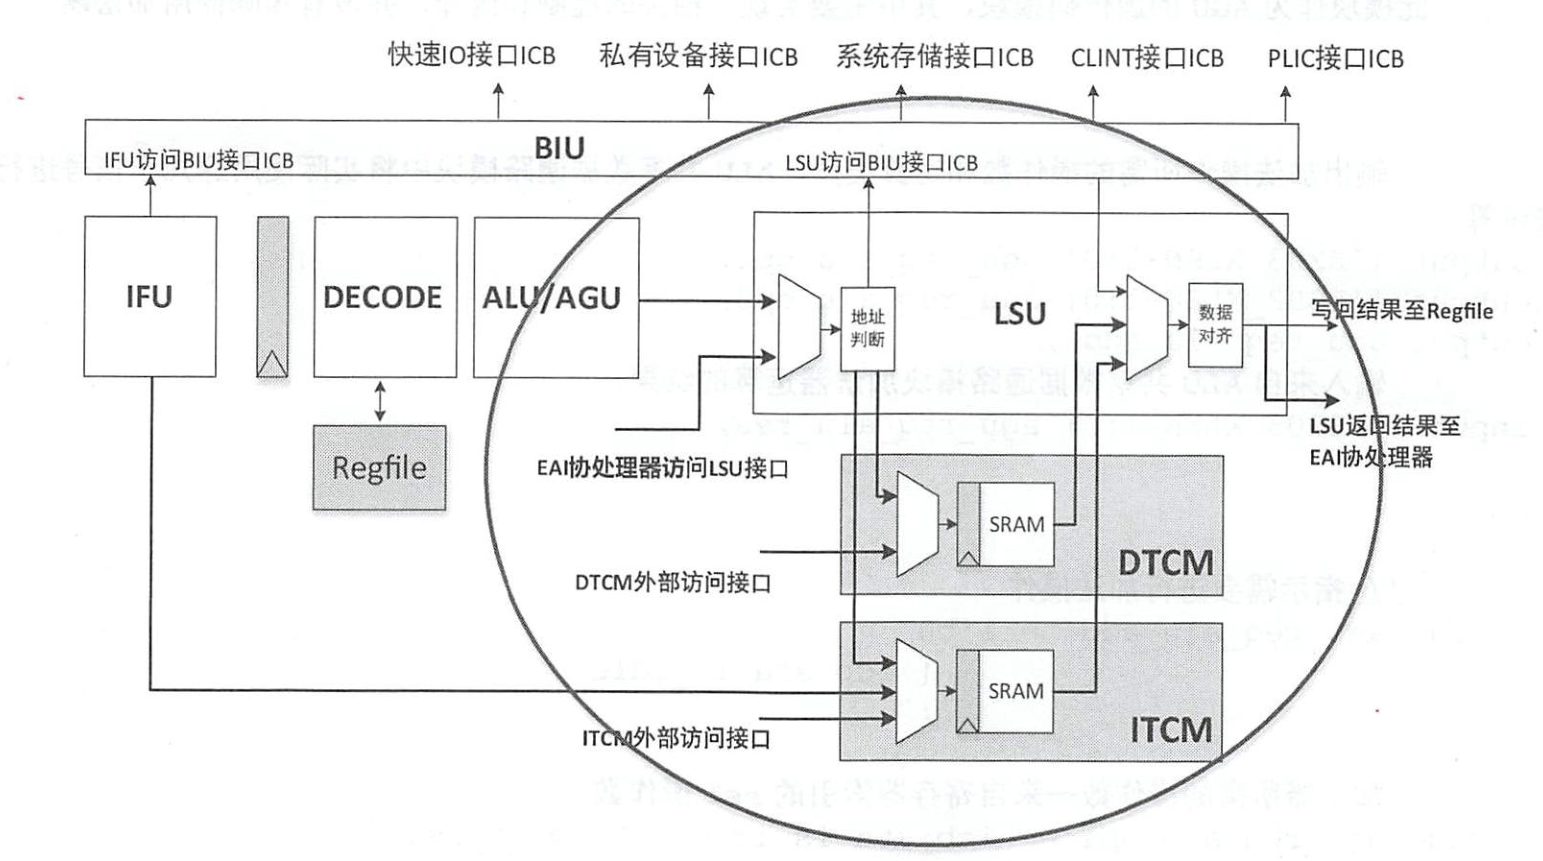 快速IO接口ICB
私有设备接口ICB
系统存储接口ICB
CLINT接口ICB
PLIC接口ICB
BIU
IFU访问BIU接口ICB
LSU访问BIU接口ICB
IFU
DECODE
ALU/AGU
地址
判断
LSU
数据
对齐
写回结果至Regfile
LSU返回结果至
EAI协处理器
Regfile
EAI协处理器访问LSU接口
SRAM
DTCM
DTCM外部访问接口
SRAM
ITCM
ITCM外部访问接口